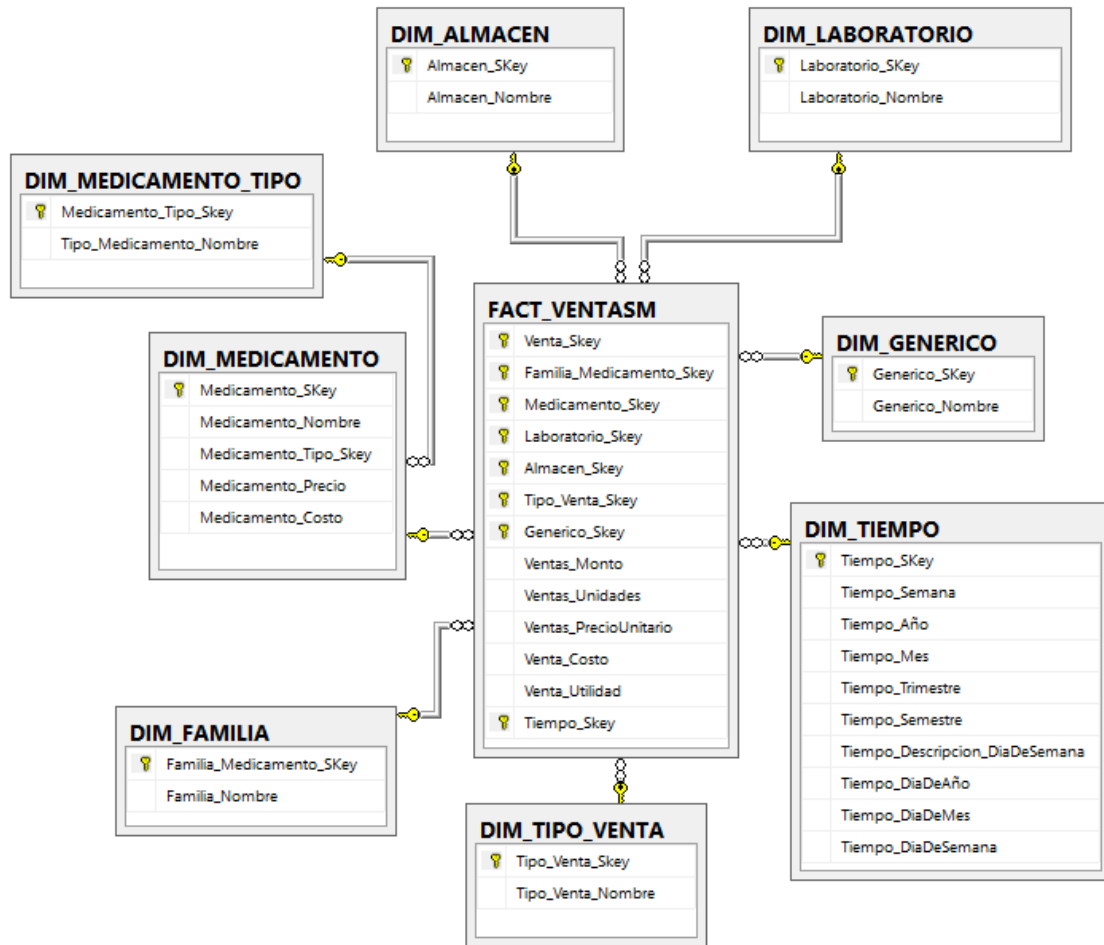 DIM_ALMACEN
Almacen_SKey
Almacen_Nombre
DIM_LABORATORIO
Laboratorio_SKey
Laboratorio_Nombre
DIM_MEDICAMENTO_TIPO
Medicamento_Tipo_Skey
Tipo_Medicamento_Nombre
DIM_MEDICAMENTO
Medicamento_SKey
Medicamento_Nombre
Medicamento_Tipo_Skey
Medicamento_Precio
Medicamento_Costo
FACT_VENTASM
Venta_Skey
Familia_Medicamento_Skey
Medicamento_Skey
Laboratorio_Skey
Almacen_Skey
Tipo_Venta_Skey
Generico_Skey
Ventas_Monto
Ventas_Unidades
Ventas_PrecioUnitario
Venta_Costo
Venta_Utilidad
Tiempo_Skey
DIM_GENERICO
Generico_SKey
Generico_Nombre
DIM_TIEMPO
Tiempo_SKey
Tiempo_Semana
Tiempo_Año
Tiempo_Mes
Tiempo_Trimestre
Tiempo_Semestre
Tiempo_Descripcion_DiaDeSemana
Tiempo_DiaDeAño
Tiempo_DiaDeMes
Tiempo_DiaDeSemana
DIM_FAMILIA
Familia_Medicamento_SKey
Familia_Nombre
DIM_TIPO_VENTA
Tipo_Venta_Skey
Tipo_Venta_Nombre